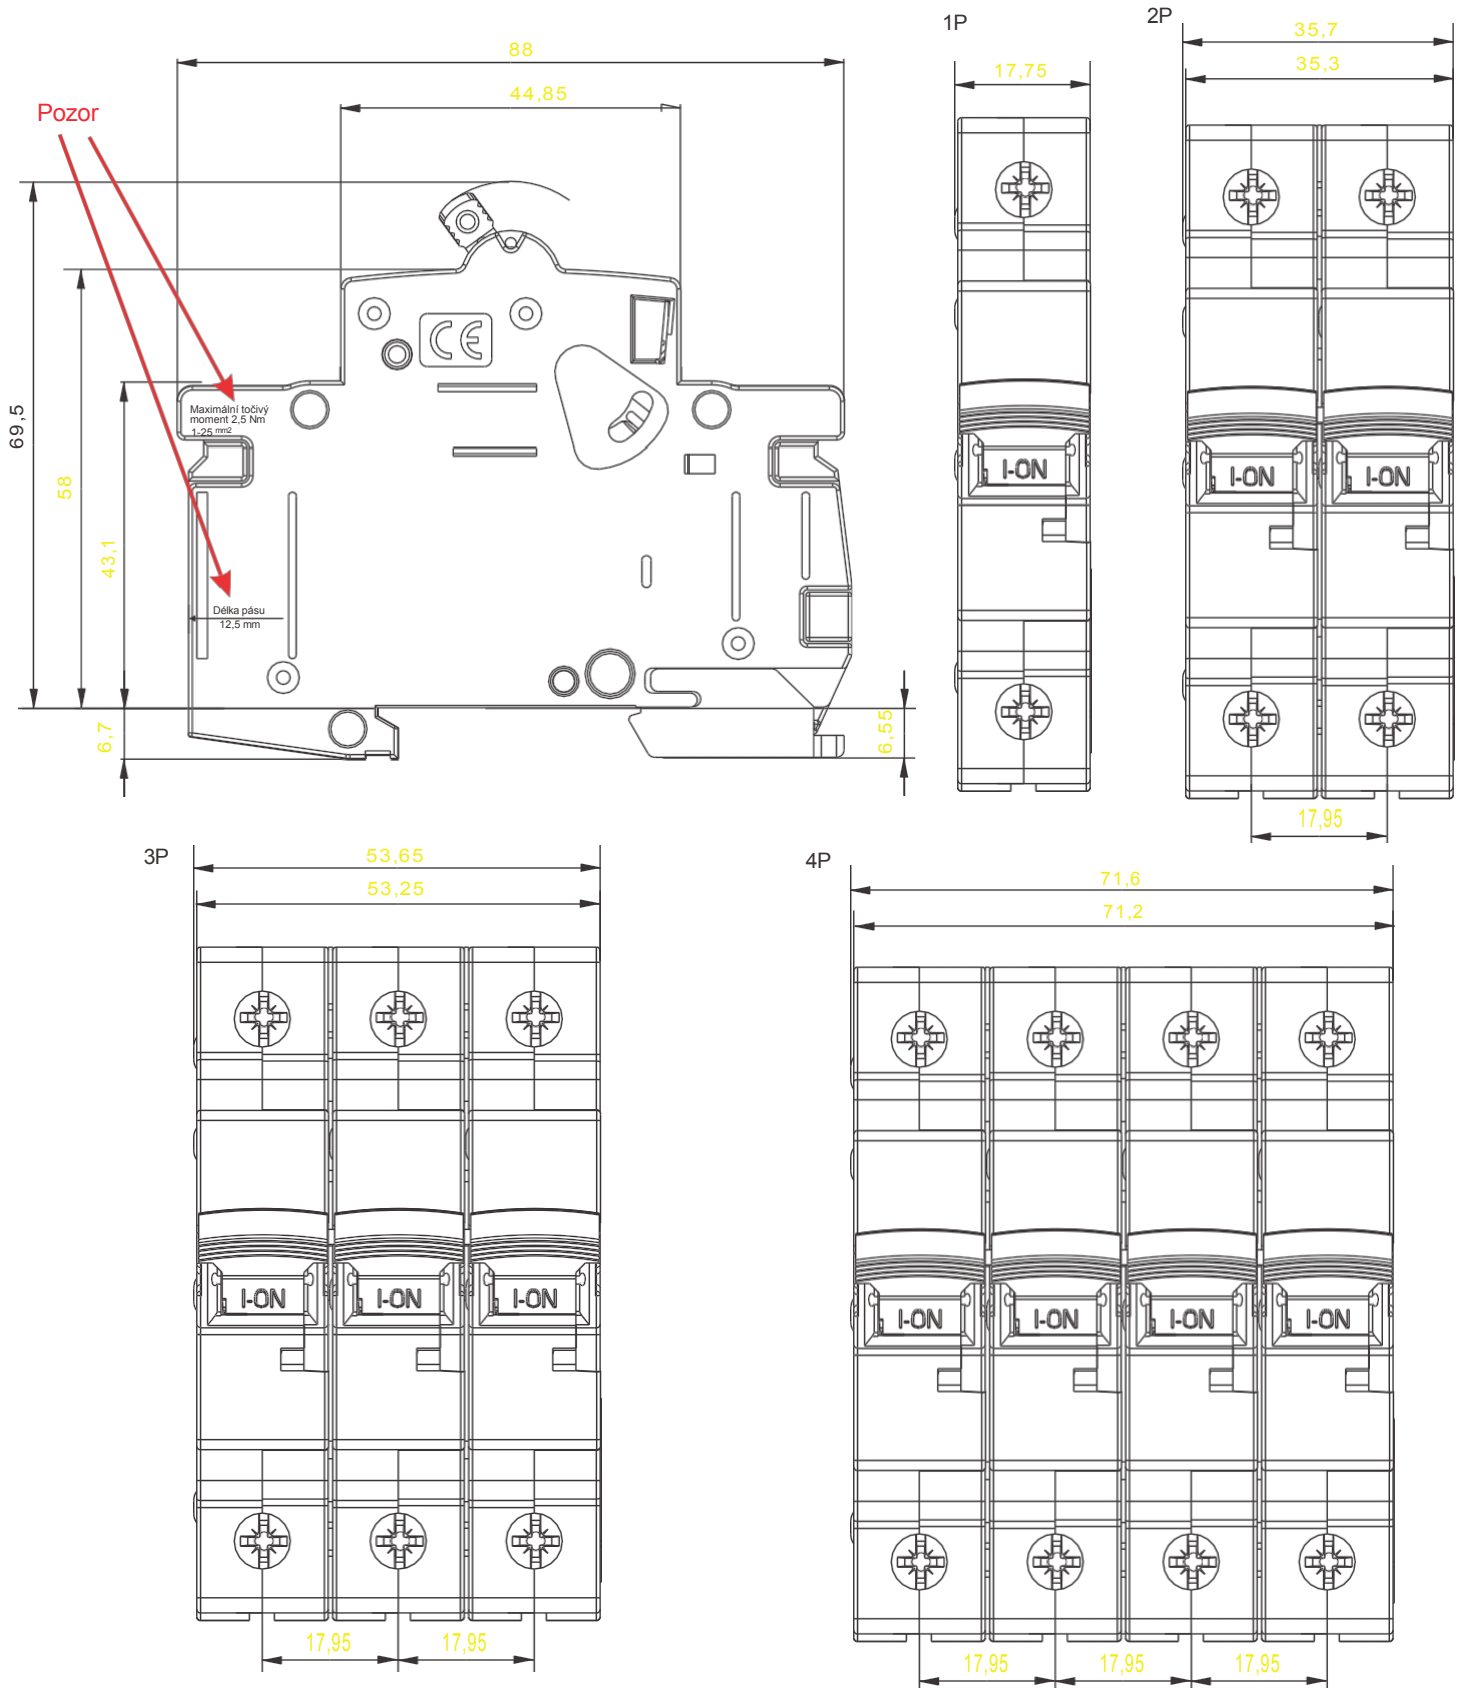 1P
2P
35,7
88
35,3
17,75
44,85
Pozor
CE
69,5
Maximální točivý
moment 2,5 Nm
1-25 mm2
58
I-ON
I-ON
I-ON
43,1
Délka pásu
12,5 mm
6,7
6,55
17,95
3P
53,65
53,25
4P
71,6
71,2
I-ON
I-ON
I-ON
I-ON
I-ON
I-ON
I-ON
17,95
17,95
17,95
17,95
17,95